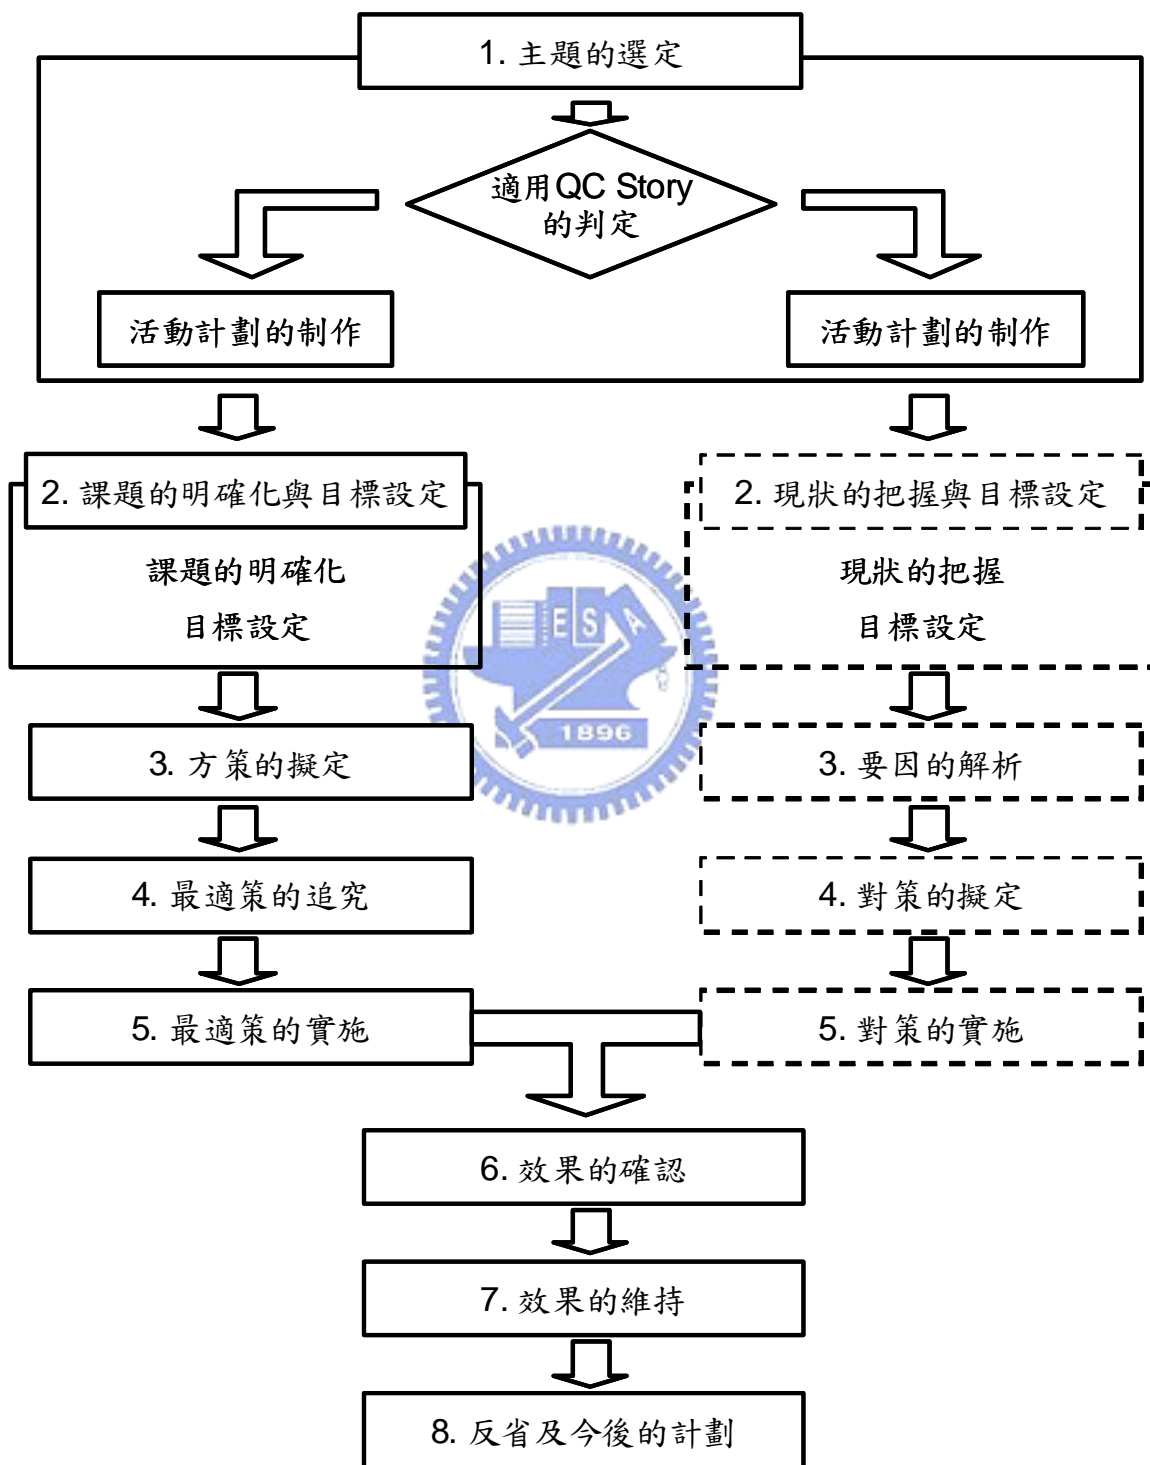 1. 主題的選定
適用QC Story
的判定
活動計劃的制作
活動計劃的制作
2. 課題的明確化與目標設定
課題的明確化
目標設定
2. 現狀的把握與目標設定
現狀的把握
目標設定
ESA
1896
3. 方策的擬定
3. 要因的解析
4. 最適策的追究
4. 對策的擬定
5. 最適策的實施
5. 對策的實施
6. 效果的確認
7. 效果的維持
8. 反省及今後的計劃